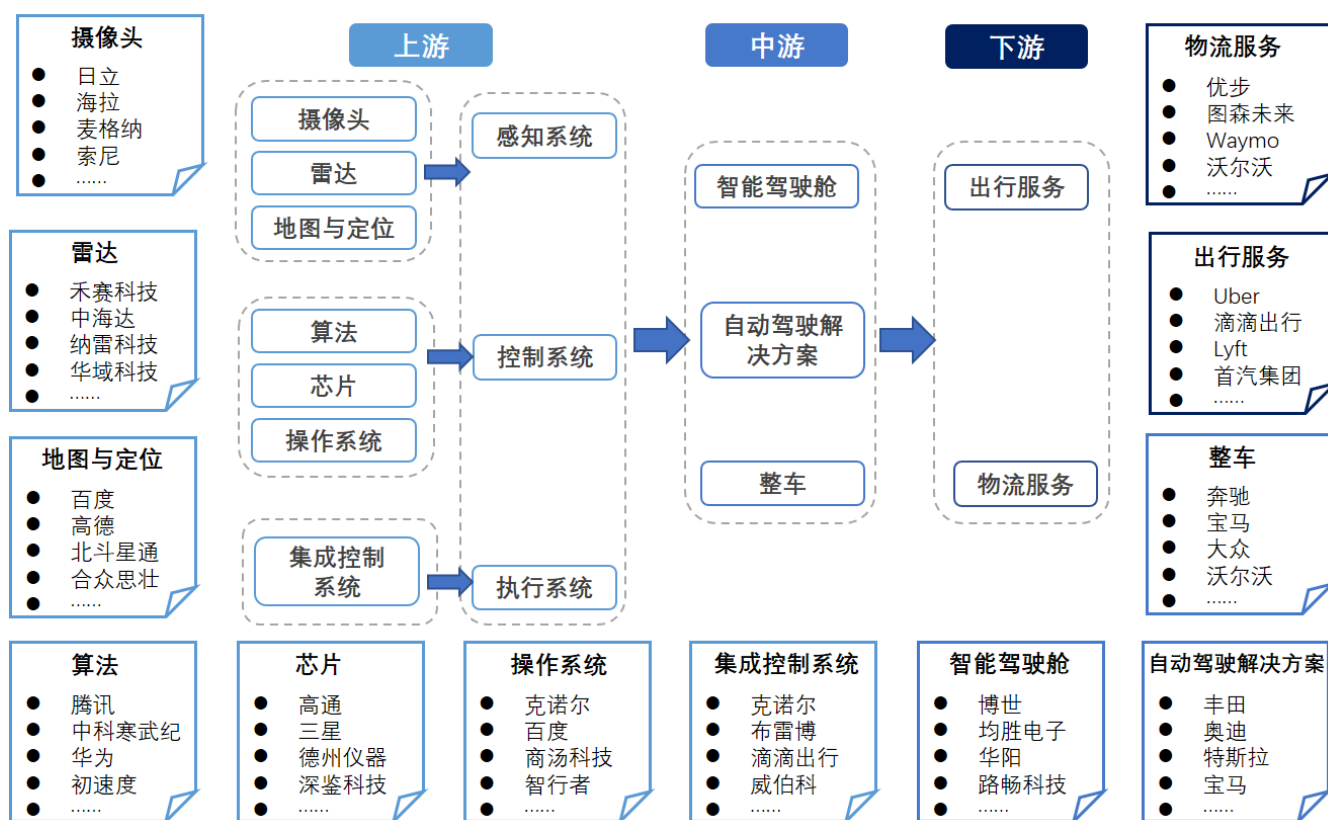 摄像头
● 日立
● 海拉
● 麦格纳
● 索尼
● ……
雷达
● 禾赛科技
● 中海达
● 纳雷科技
● 华域科技
● ……
地图与定位
● 百度
● 高德
● 北斗星通
● 合众思壮
● ……
上游
摄像头
雷达
地图与定位
感知系统
算法
芯片
操作系统
控制系统
集成控制
系统
执行系统
中游
智能驾驶舱
自动驾驶解
决方案
整车
下游
出行服务
物流服务
物流服务
● 优步
● 图森未来
● Waymo
● 沃尔沃
● ……
出行服务
● Uber
● 滴滴出行
● Lyft
● 首汽集团
● ……
整车
● 奔驰
● 宝马
● 大众
● 沃尔沃
● ……
算法
● 腾讯
● 中科寒武纪
● 华为
● 初速度
● ……
芯片
● 高通
● 三星
● 德州仪器
● 深鉴科技
● ……
操作系统
● 克诺尔
● 百度
● 商汤科技
● 智行者
● ……
集成控制系统
● 克诺尔
● 布雷博
● 滴滴出行
● 威伯科
● ……
智能驾驶舱
● 博世
● 均胜电子
● 华阳
● 路畅科技
● ……
自动驾驶解决方案
● 丰田
● 奥迪
● 特斯拉
● 宝马
● ……